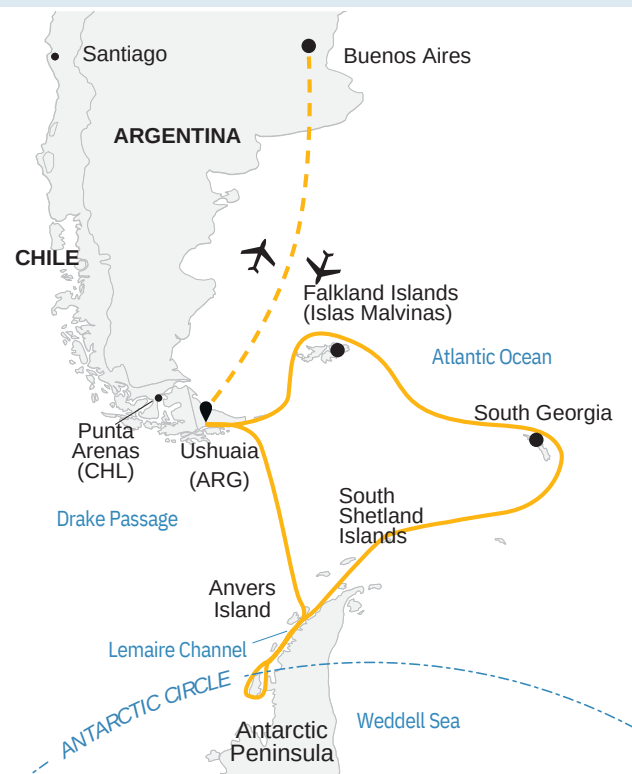 Santiago
Buenos Aires
ARGENTINA
CHILE
Falkland Islands
(Islas Malvinas)
Atlantic Ocean
South Georgia
Punta
Arenas
(CHL)
Ushuaia
(ARG)
South
Shetland
Islands
Drake Passage
Anvers
Island
Lemaire Channel
ANTARCTIC CIRCLE
Antarctic
Peninsula
Weddell Sea